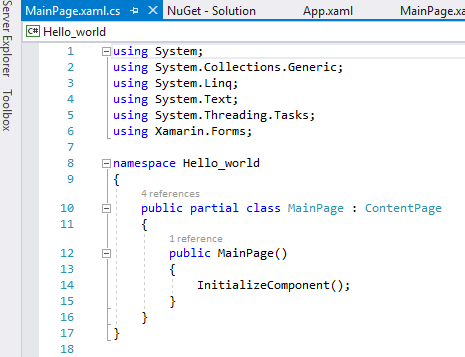 MainPage.xaml.cs NuGet - Solution App.xaml MainPage.xa
C# Hello_world
Server Explorer
Toolbox
1 using System;
2 using System.Collections.Generic;
3 using System.Linq;
4 using System.Text;
5 using System.Threading.Tasks;
6 using Xamarin.Forms;
7
8 namespace Hello_world
9 {
4 references
10 public partial class MainPage : ContentPage
11 {
1 reference
12 public MainPage()
13 {
14 InitializeComponent();
15 }
16 }
17 }
18